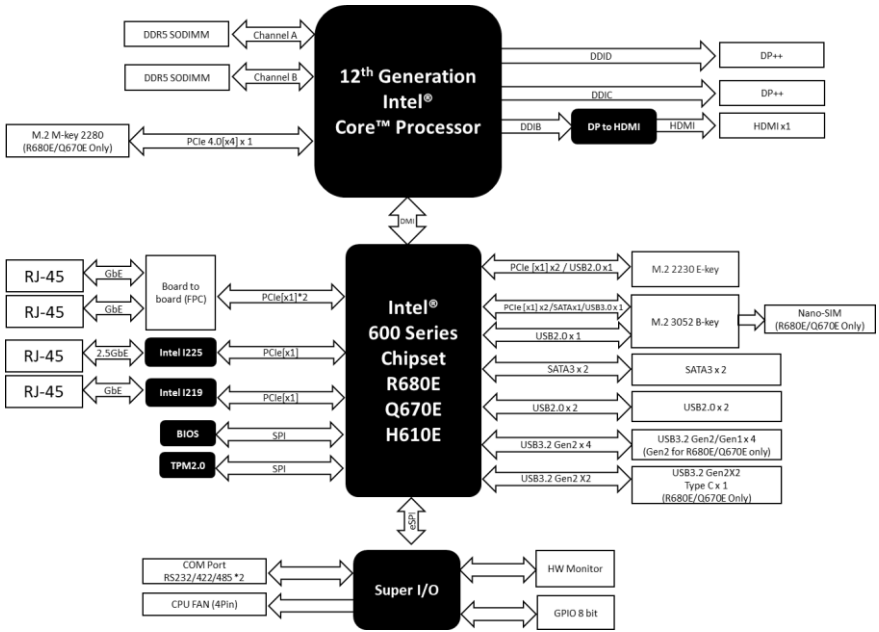 DDR5 SODIMM
Channel A
DDR5 SODIMM
Channel B
M.2 M-key 2280
(R680E/Q670E Only)
PCIe 4.0[x4] x 1
12th Generation
Intel®
Core™ Processor
DDID
DP++
DDIC
DP++
DDIB
DP to HDMI
HDMI
HDMI x1
DMI
RJ-45
GbE
RJ-45
GbE
Board to
board (FPC)
PCIe[x1]*2
RJ-45
2.5GbE
Intel I225
PCIe[x1]
RJ-45
GbE
Intel I219
PCIe[x1]
BIOS
SPI
TPM2.0
SPI
Intel®
600 Series
Chipset
R680E
Q670E
H610E
PCIe [x1] x2 / USB2.0 x1
M.2 2230 E-key
PCIe [x1] x2/SATAx1/USB3.0 x 1
USB2.0 x 1
M.2 3052 B-key
Nano-SIM
(R680E/Q670E Only)
SATA3 x 2
SATA3 x 2
USB2.0 x 2
USB2.0 x 2
USB3.2 Gen2 x 4
USB3.2 Gen2/Gen1 x 4
(Gen2 for R680E/Q670E only)
USB3.2 Gen2 X2
USB3.2 Gen2X2
Type C x 1
(R680E/Q670E Only)
eSPI
COM Port
RS232/422/485 *2
CPU FAN (4Pin)
Super I/O
HW Monitor
GPIO 8 bit